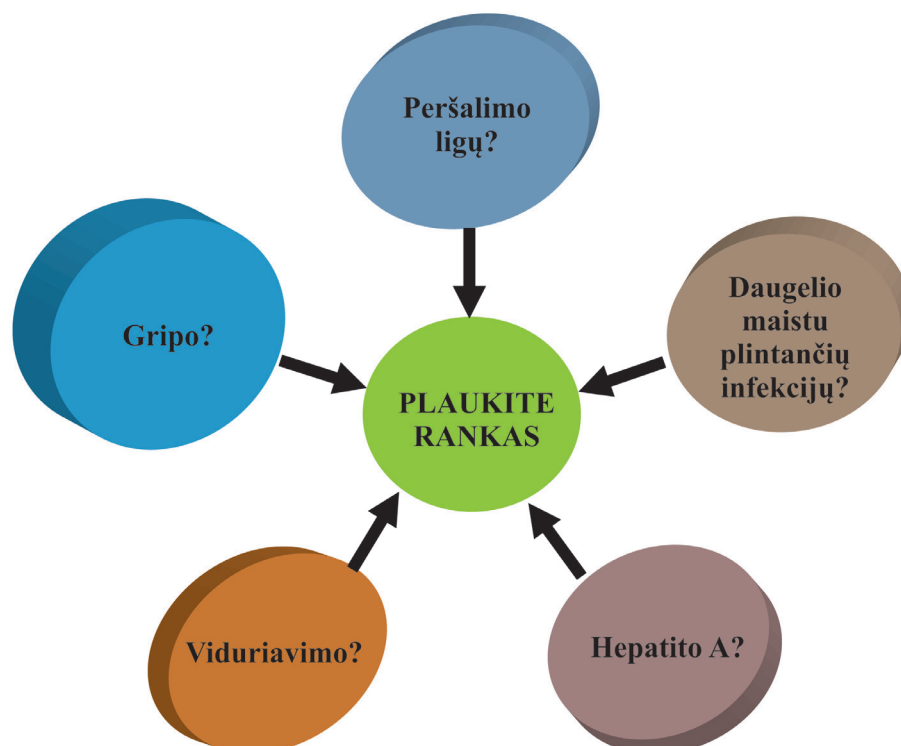 Peršalimo
ligų?
Gripo?
Daugelio
maistu
plintančių
infekcijų?
PLAUKITE
RANKAS
Viduriavimo?
Hepatito A?